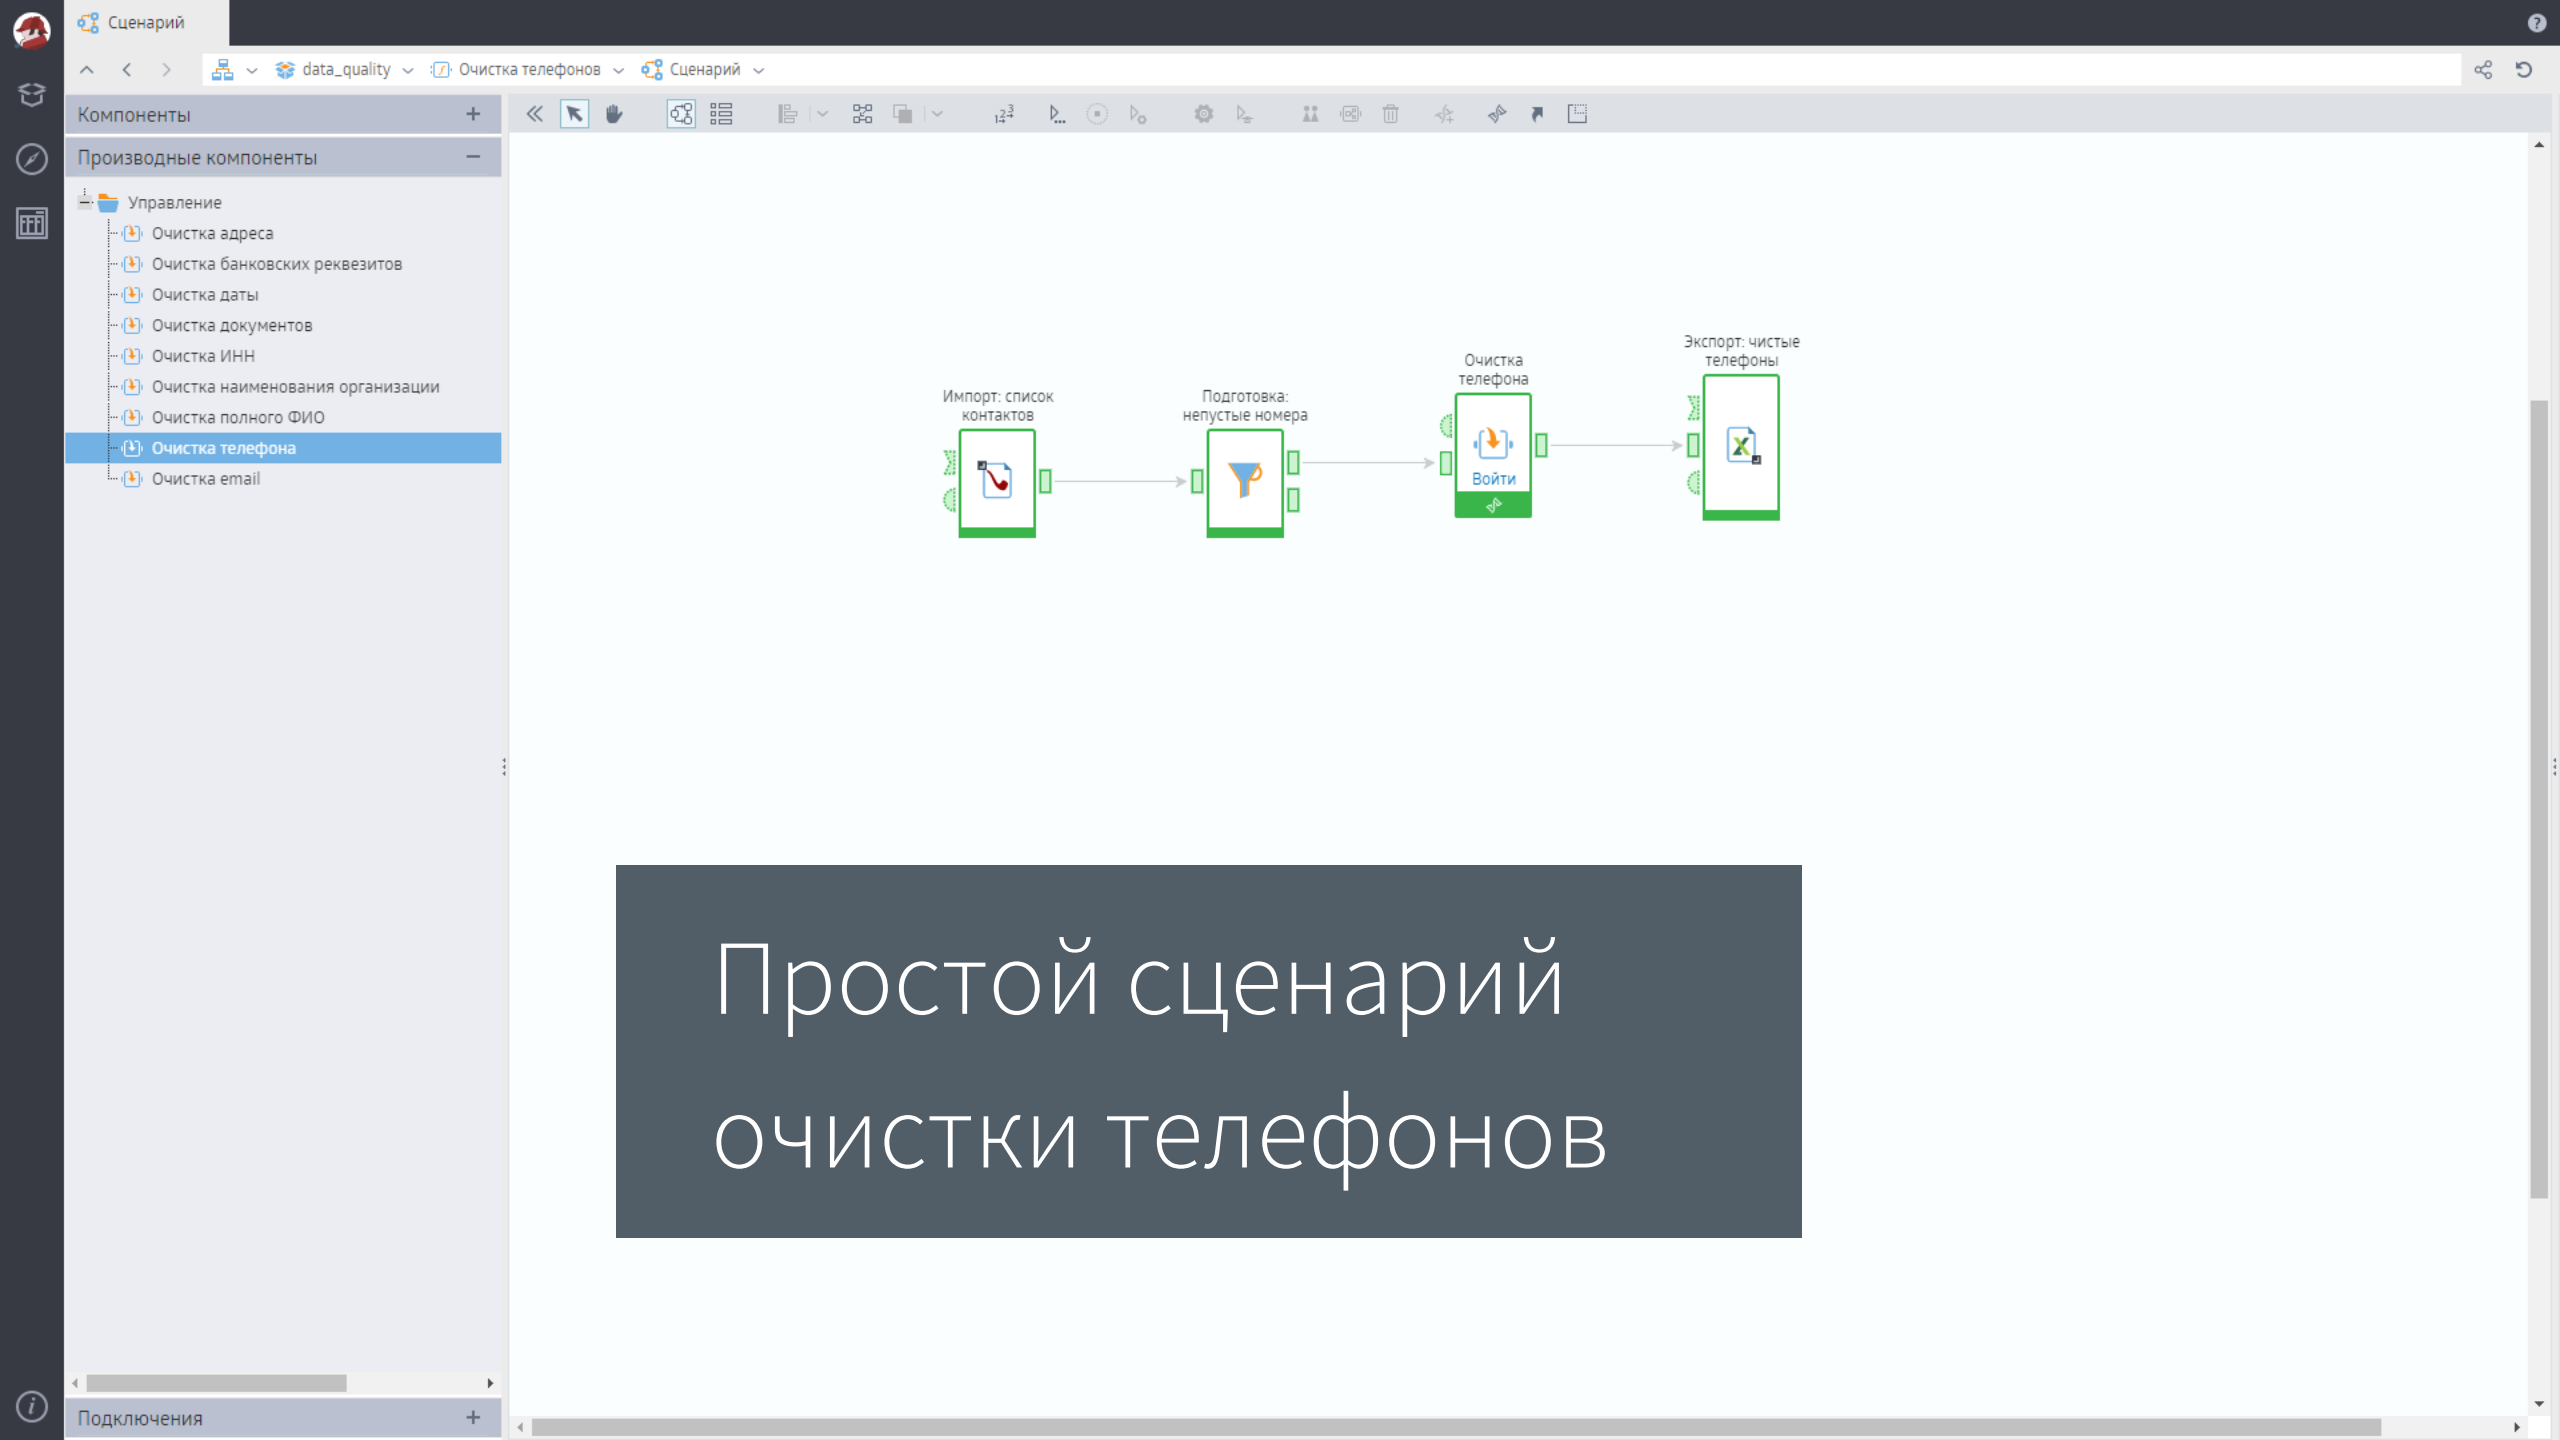 Сценарий
data_quality
Очистка телефонов
Сценарий
Компоненты
Производные компоненты
Управление
Очистка адреса
Очистка банковских реквезитов
Очистка даты
Очистка документов
Очистка ИНН
Очистка наименования организации
Очистка полного ФИО
Очистка телефона
Очистка email
Подключения
Импорт: список
контактов
Подготовка:
непустые номера
Очистка
телефона
Войти
Экспорт: чистые
телефоны
Простой сценарий
очистки телефонов